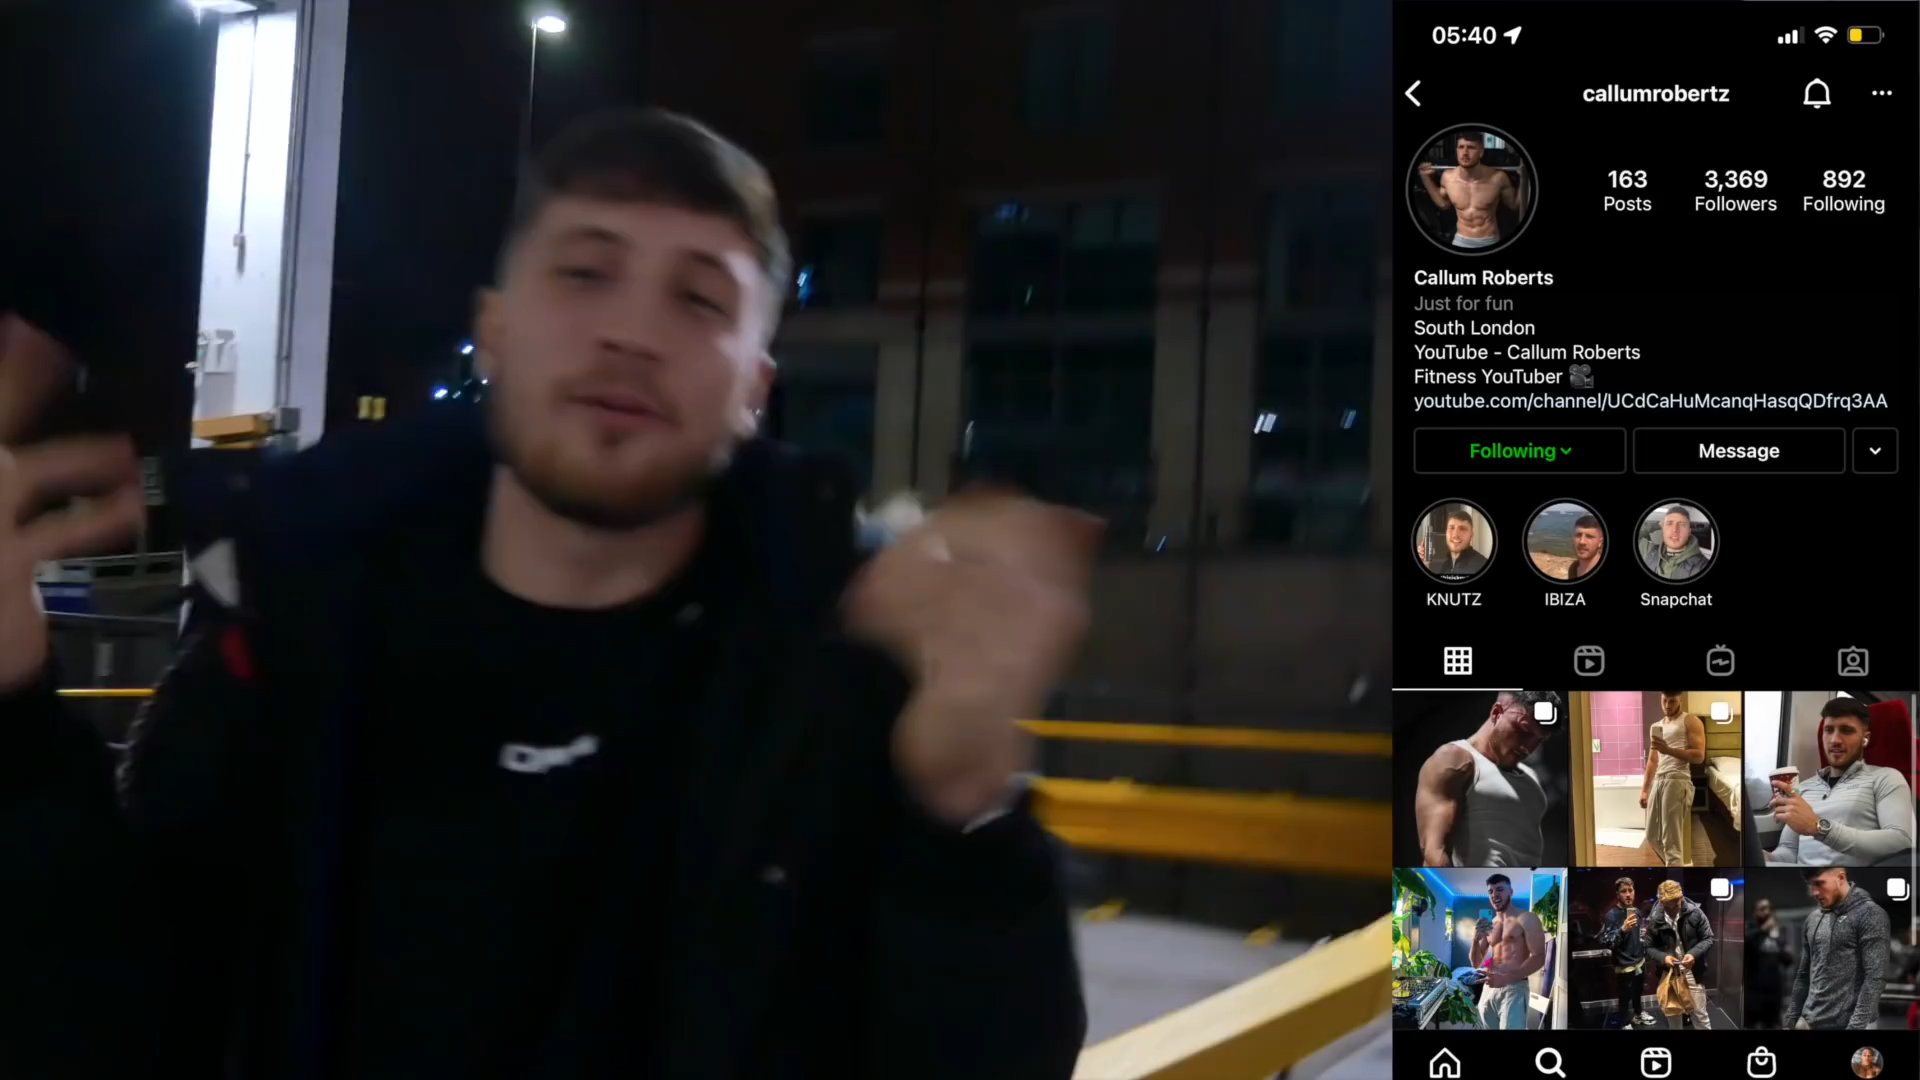 05:40
callumrobertz
163
Posts
3,369
Followers
892
Following
Callum Roberts
Just for fun
South London
YouTube - Callum Roberts
Fitness YouTuber
youtube.com/channel/UCdCaHuMcanqHasqQDfrq3AA
Following
Message
KNUTZ
IBIZA
Snapchat